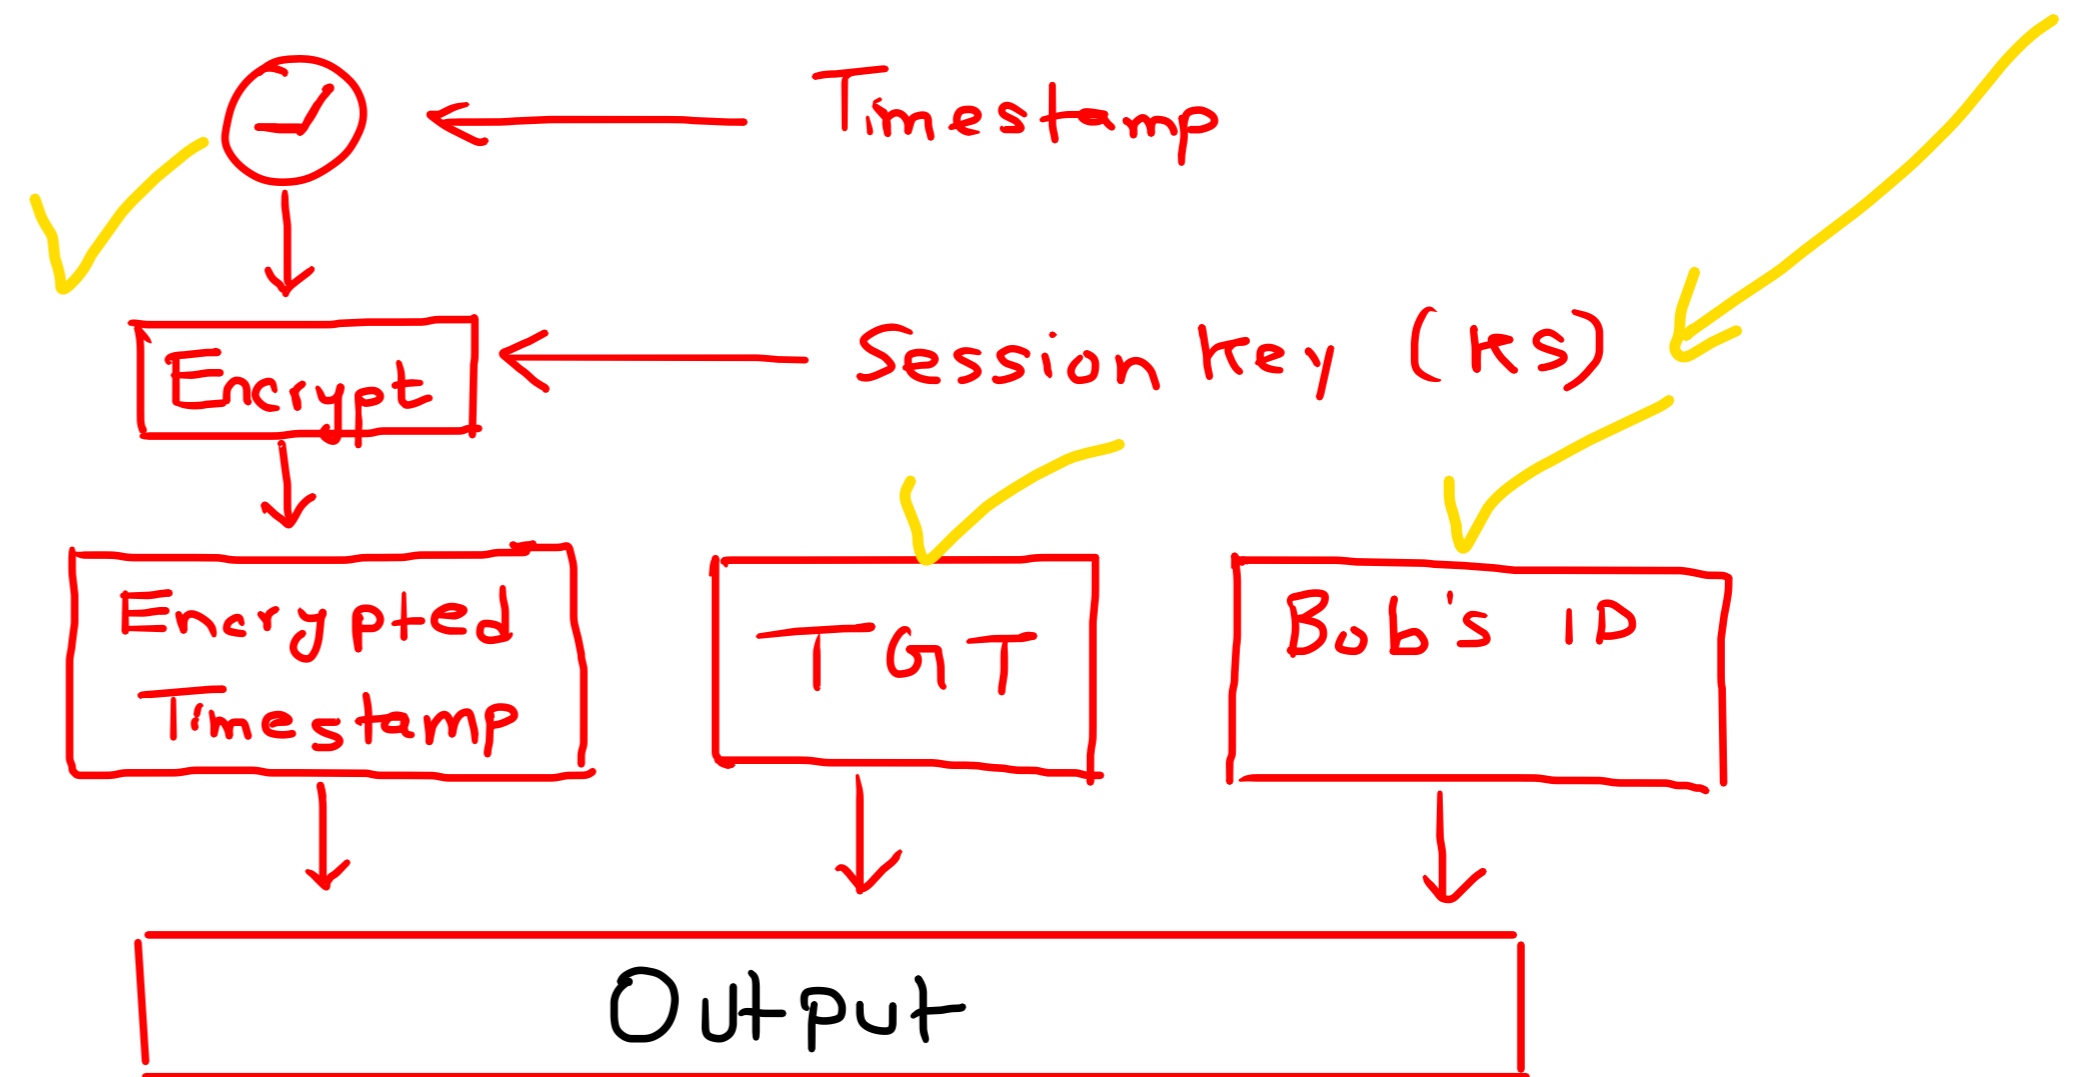 Timestamp
Encrypt
Session Key (KS)
Encrypted
Timestamp
TGT
Bob's ID
Output